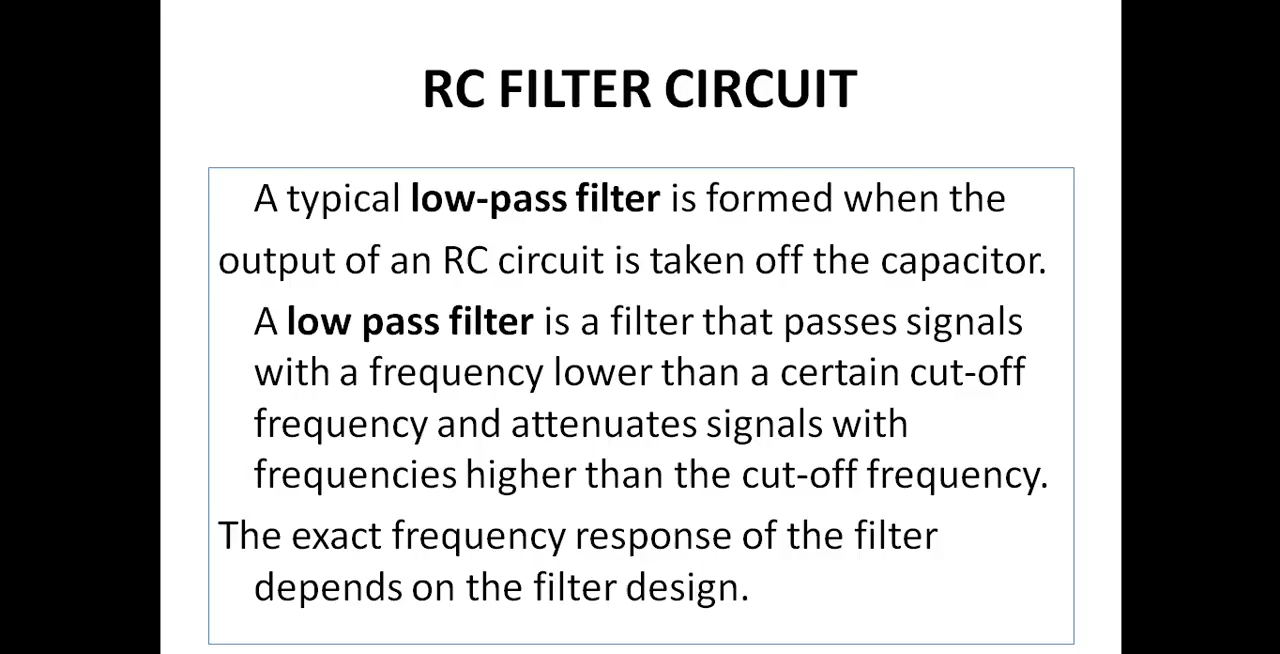 RC FILTER CIRCUIT
A typical low-pass filter is formed when the
output of an RC circuit is taken off the capacitor.
A low pass filter is a filter that passes signals
with a frequency lower than a certain cut-off
frequency and attenuates signals with
frequencies higher than the cut-off frequency.
The exact frequency response of the filter
depends on the filter design.